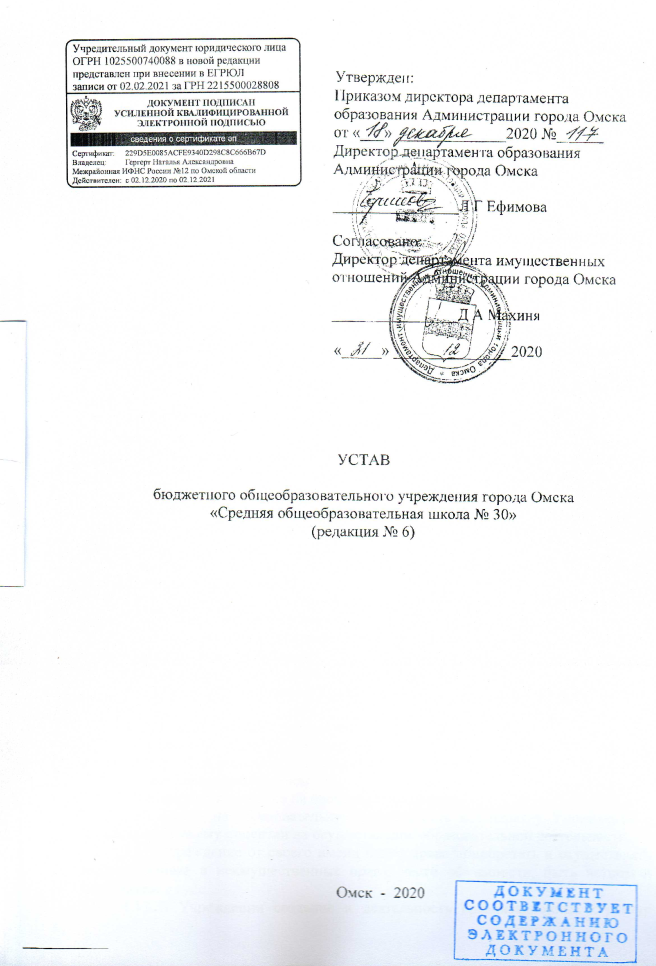 Учредительный документ юридического лица
ОГРН 1025500740088 в новой редакции
представлен при внесении в ЕГРЮЛ
записи от 02.02.2021 за ГРН 2215500028808
ДОКУМЕНТ ПОДПИСАН
УСИЛЕННОЙ КВАЛИФИЦИРОВАННОЙ
ЭЛЕКТРОННОЙ ПОДПИСЬЮ
сведения о сертификате эп
Сертификат: 229D5E0085ACFE9340D298C8C666B67D
Владелец: Гергерт Наталья Александровна
Межрайонная ИФНС России №12 по Омской области
Действителен: с 02.12.2020 по 02.12.2021
Утвержден:
Приказом директора департамента
образования Администрации города Омска
от «18» декабря 2020 № 117
Директор департамента образования
Администрации города Омска
Л Г Ефимова
Согласовано:
Директор департамента имущественных
отношений Администрации города Омска
Д А Махиня
«31» 12 2020
УСТАВ
бюджетного общеобразовательного учреждения города Омска
«Средняя общеобразовательная школа № 30»
(редакция № 6)
Омск - 2020
ДОКУМЕНТ
СООТВЕТСТВУЕТ
СОДЕРЖАНИЮ
ЭЛЕКТРОННОГО
ДОКУМЕНТА